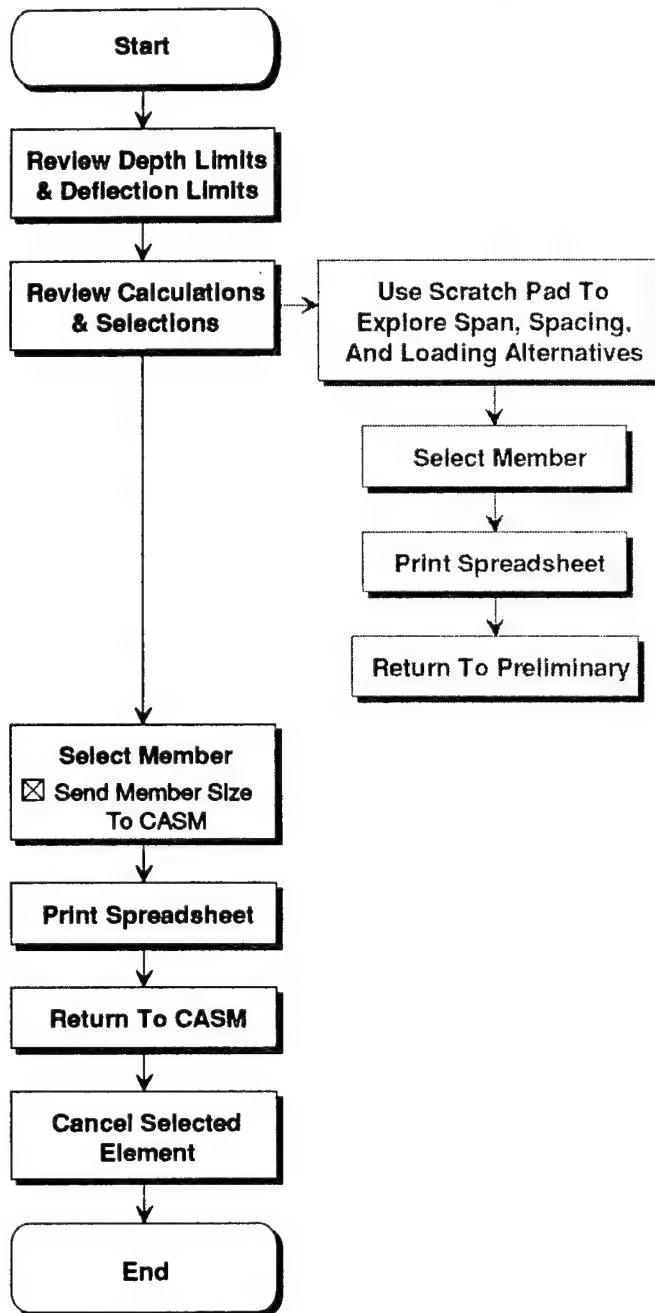 Start
Review Depth Limits
& Deflection Limits
Review Calculations
& Selections
Use Scratch Pad To
Explore Span, Spacing,
And Loading Alternatives
Select Member
Print Spreadsheet
Return To Preliminary
Select Member
☒ Send Member Size
To CASM
Print Spreadsheet
Return To CASM
Cancel Selected
Element
End